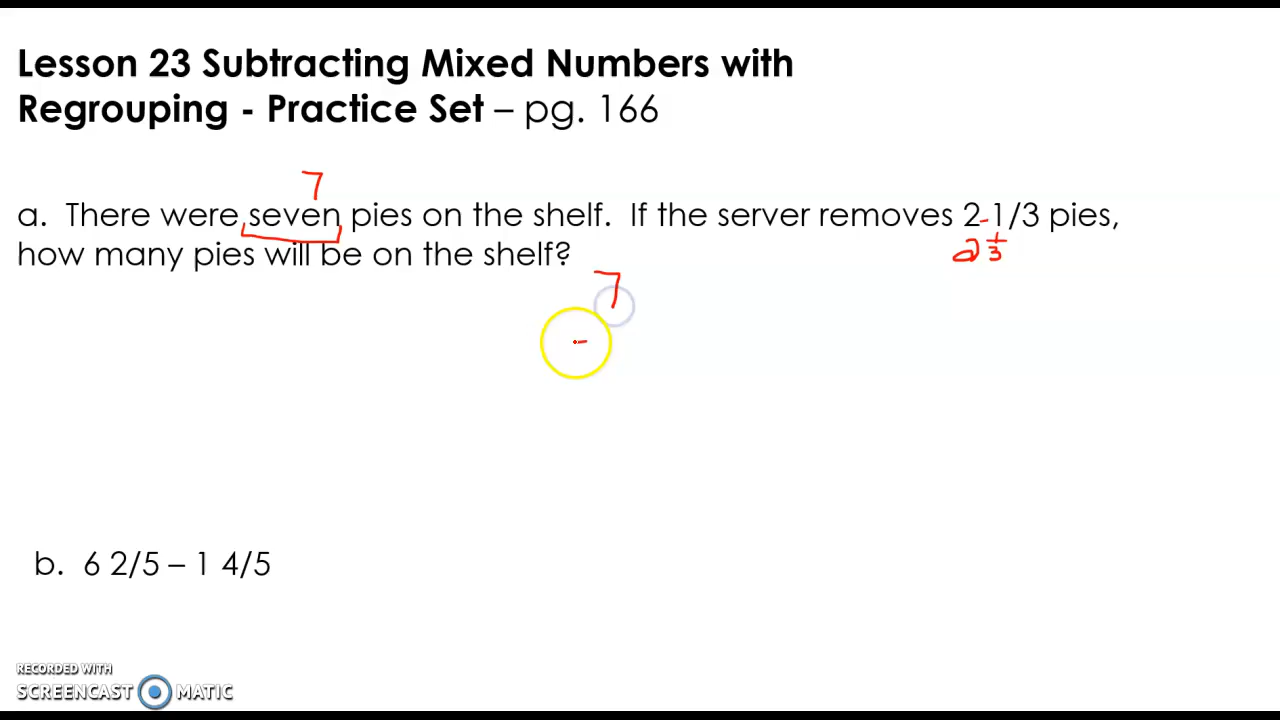 Lesson 23 Subtracting Mixed Numbers with
Regrouping - Practice Set – pg. 166
7
a. There were seven pies on the shelf. If the server removes 2-1/3 pies,
2 1/3
how many pies will be on the shelf?
7
-
b. 6 2/5 – 1 4/5
RECORDED WITH
SCREENCAST MATIC